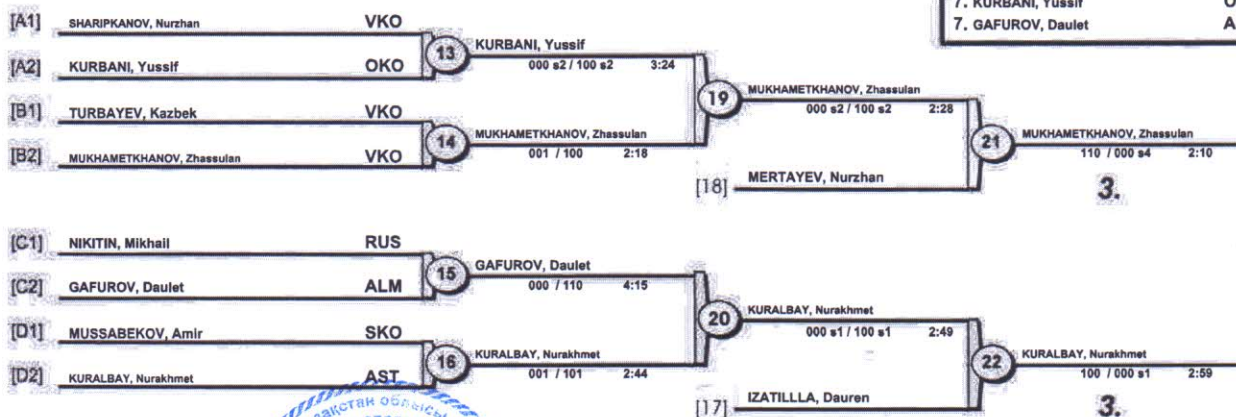 7. KURBANI, Yussif O
7. GAFUROV, Daulet A
[A1] SHARIPKANOV, Nurzhan VKO
13 KURBANI, Yussif
000 s2 / 100 s2 3:24
[A2] KURBANI, Yussif OKO
19 MUKHAMETKHANOV, Zhassulan
000 s2 / 100 s2 2:28
[B1] TURBAYEV, Kazbek VKO
14 MUKHAMETKHANOV, Zhassulan
001 / 100 2:18
[B2] MUKHAMETKHANOV, Zhassulan VKO
21 MUKHAMETKHANOV, Zhassulan
110 / 000 s4 2:10
[18] MERTAYEV, Nurzhan
3.
[C1] NIKITIN, Mikhail RUS
15 GAFUROV, Daulet
000 / 110 4:15
[C2] GAFUROV, Daulet ALM
20 KURALBAY, Nurakhmet
000 s1 / 100 s1 2:49
[D1] MUSSABEKOV, Amir SKO
16 KURALBAY, Nurakhmet
001 / 101 2:44
[D2] KURALBAY, Nurakhmet AST
22 KURALBAY, Nurakhmet
100 / 000 s1 2:59
[17] IZATILLLA, Dauren
3.